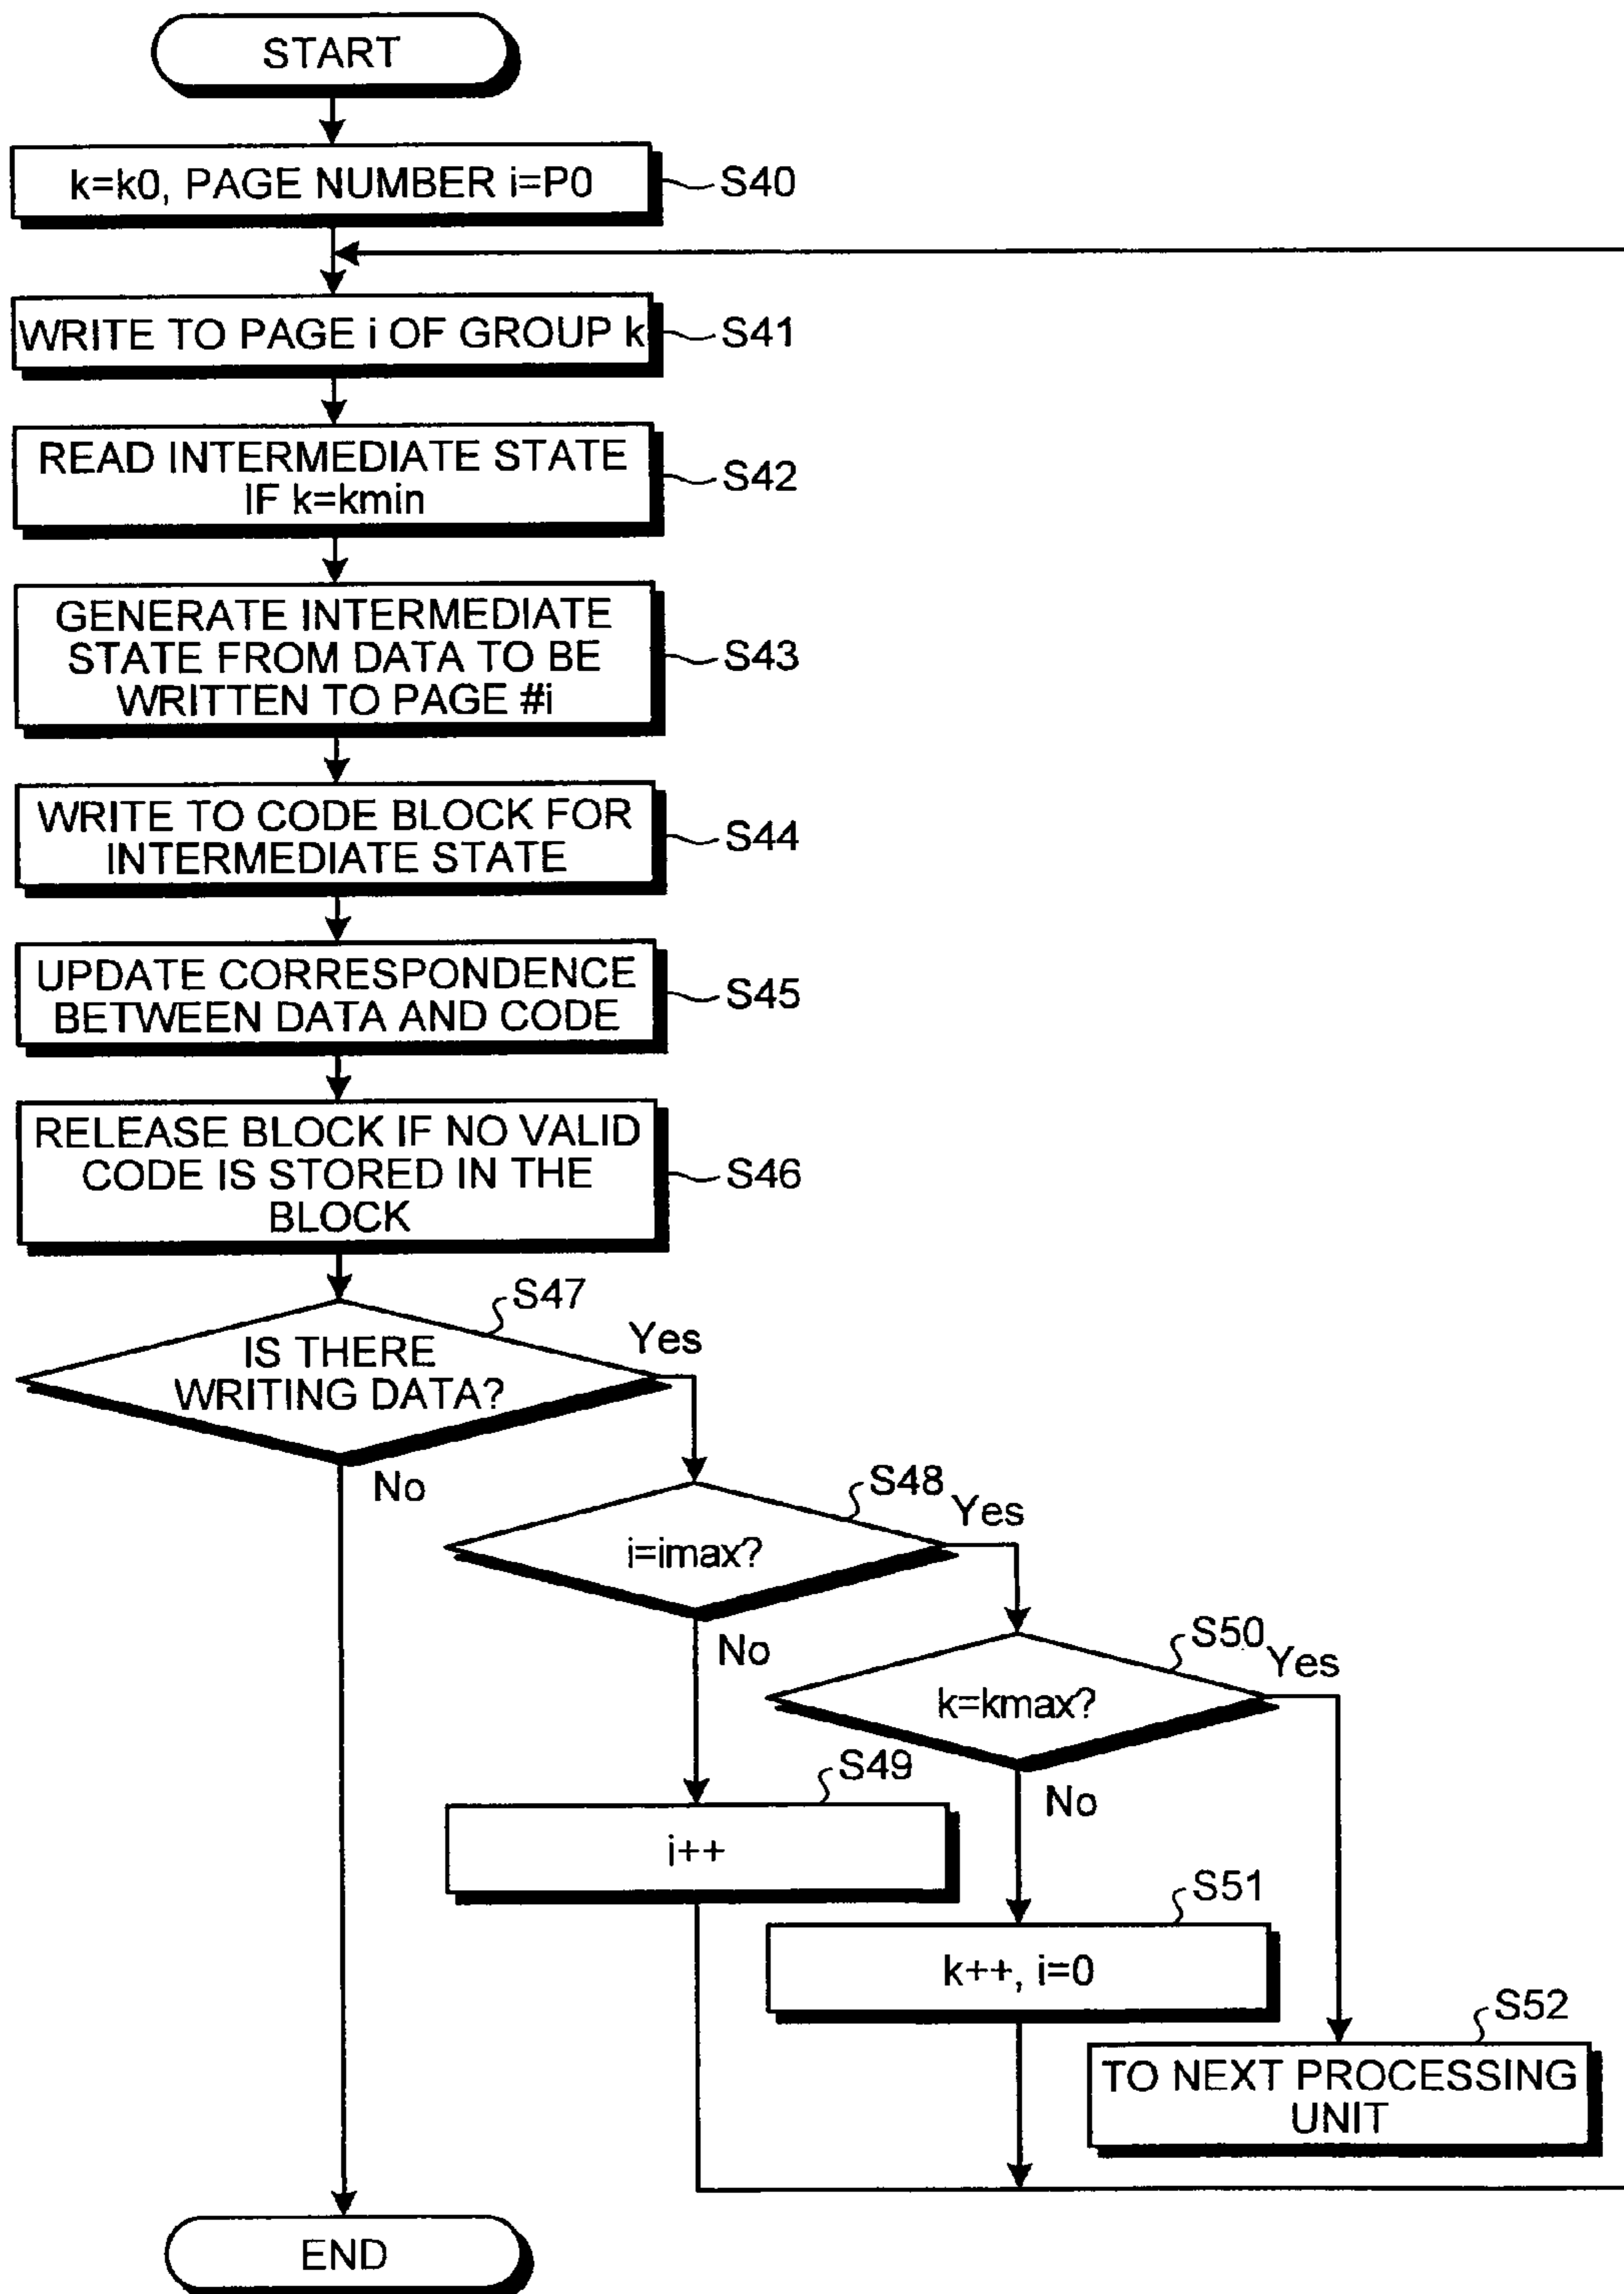 START
k=k0, PAGE NUMBER i=P0
S40
WRITE TO PAGE i OF GROUP k
S41
READ INTERMEDIATE STATE
IF k=kmin
S42
GENERATE INTERMEDIATE
STATE FROM DATA TO BE
WRITTEN TO PAGE #i
S43
WRITE TO CODE BLOCK FOR
INTERMEDIATE STATE
S44
UPDATE CORRESPONDENCE
BETWEEN DATA AND CODE
S45
RELEASE BLOCK IF NO VALID
CODE IS STORED IN THE
BLOCK
S46
S47
IS THERE
WRITING DATA?
Yes
No
S48
i=imax?
Yes
No
S50
k=kmax?
Yes
No
S49
i++
S51
k++, i=0
S52
TO NEXT PROCESSING
UNIT
END